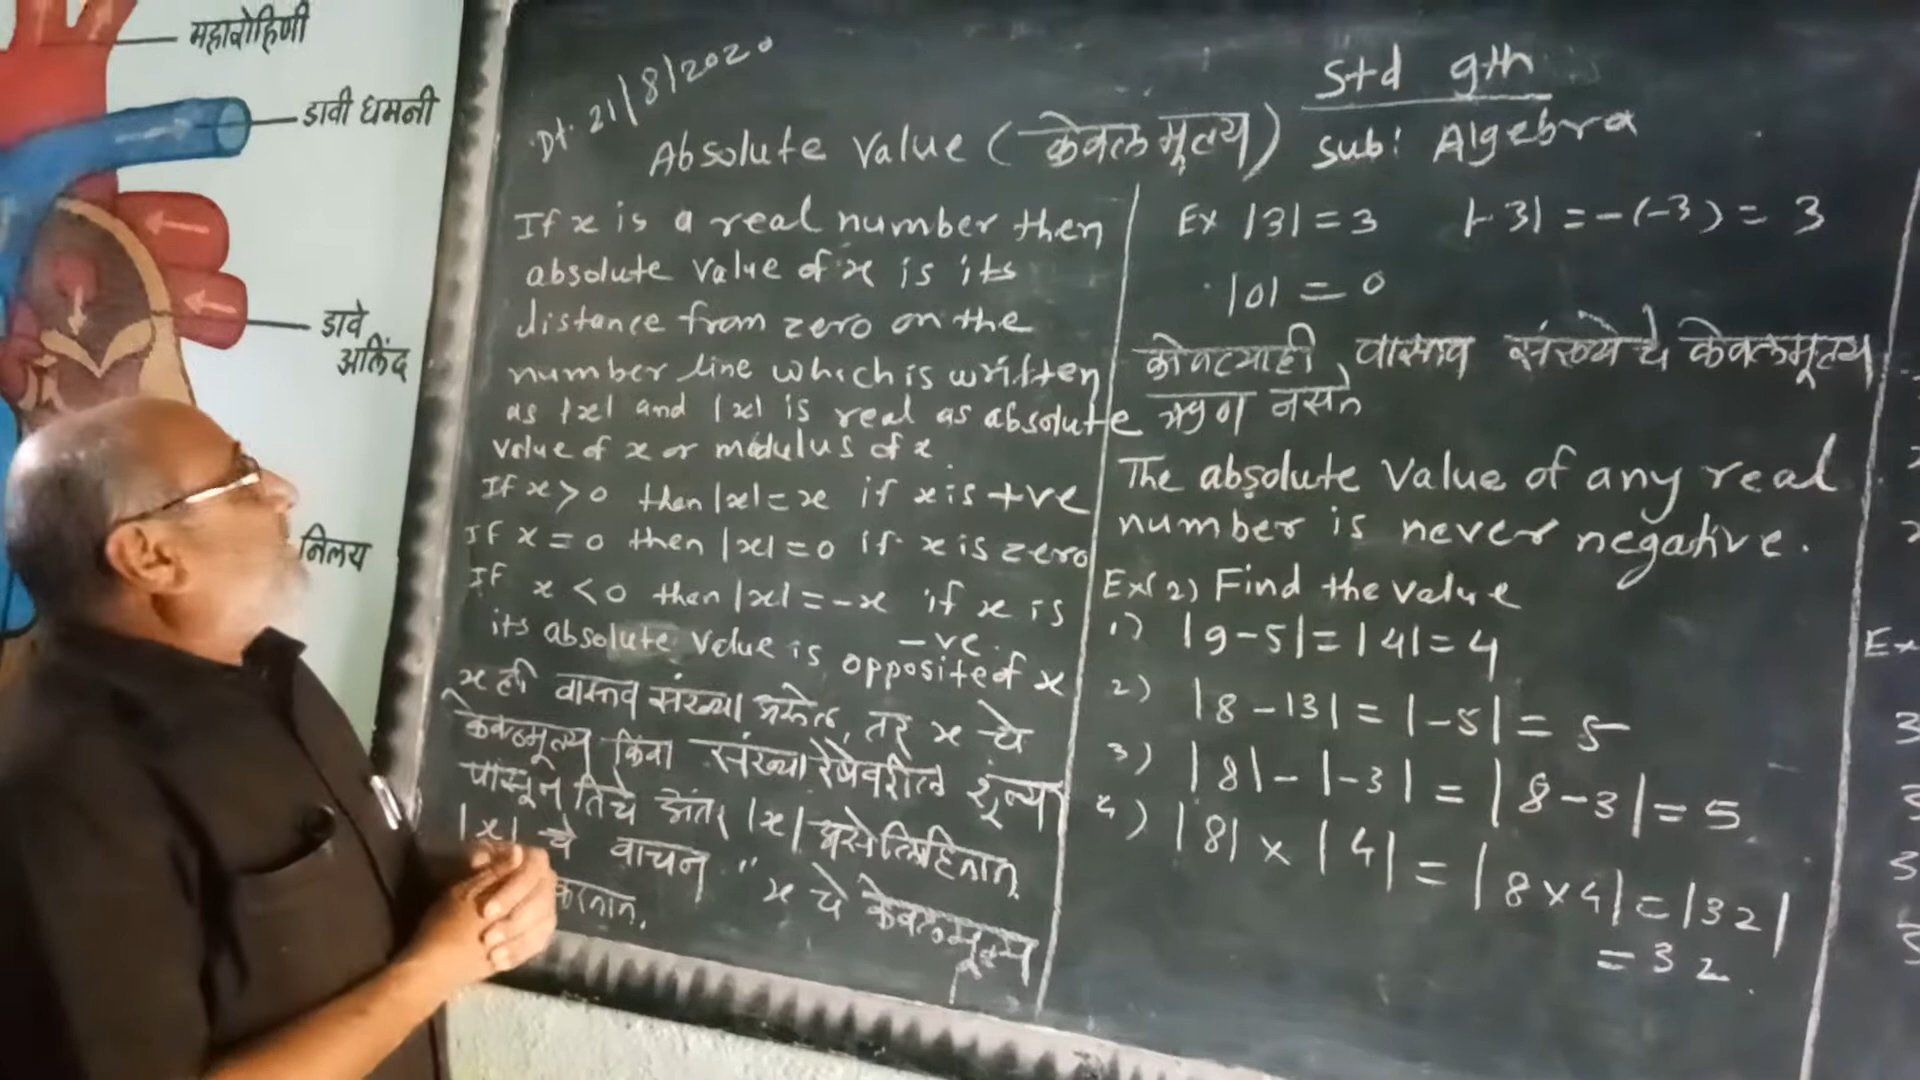 महारोहिणी
डावी धमनी
डावे
अलिंद
निलय
Dt. 21/8/2020
Std 9th
Absolute Value (केवलमूल्य) Sub: Algebra
If x is a real number then
absolute value of x is its
distance from zero on the
number line which is written
as |x| and |x| is real as absolute
value of x or modulus of x
If x > 0 then |x| = x if x is +ve
If x = 0 then |x| = 0 if x is zero
If x < 0 then |x| = -x if x is
-ve.
its absolute value is opposite of x
x ही वास्तव संख्या असेल, तर x चे
केवलमूल्य किंवा संख्या रेषेवरील शून्या
पासून तिचे अंतर |x| असे लिहितात
|x| चे वाचन " x चे केवलमूल्य
करतात.
Ex |3| = 3 |-3| = -(-3) = 3
|0| = 0
कोणत्याही वास्तव संख्येचे केवलमूल्य
ऋण नसते
The absolute value of any real
number is never negative.
Ex(2) Find the value
1) |9-5| = |4| = 4
2) |8-13| = |-5| = 5
3) |8|-|-3| = |8-3| = 5
4) |8| × |4| = |8×4| = |32|
= 32
Ex